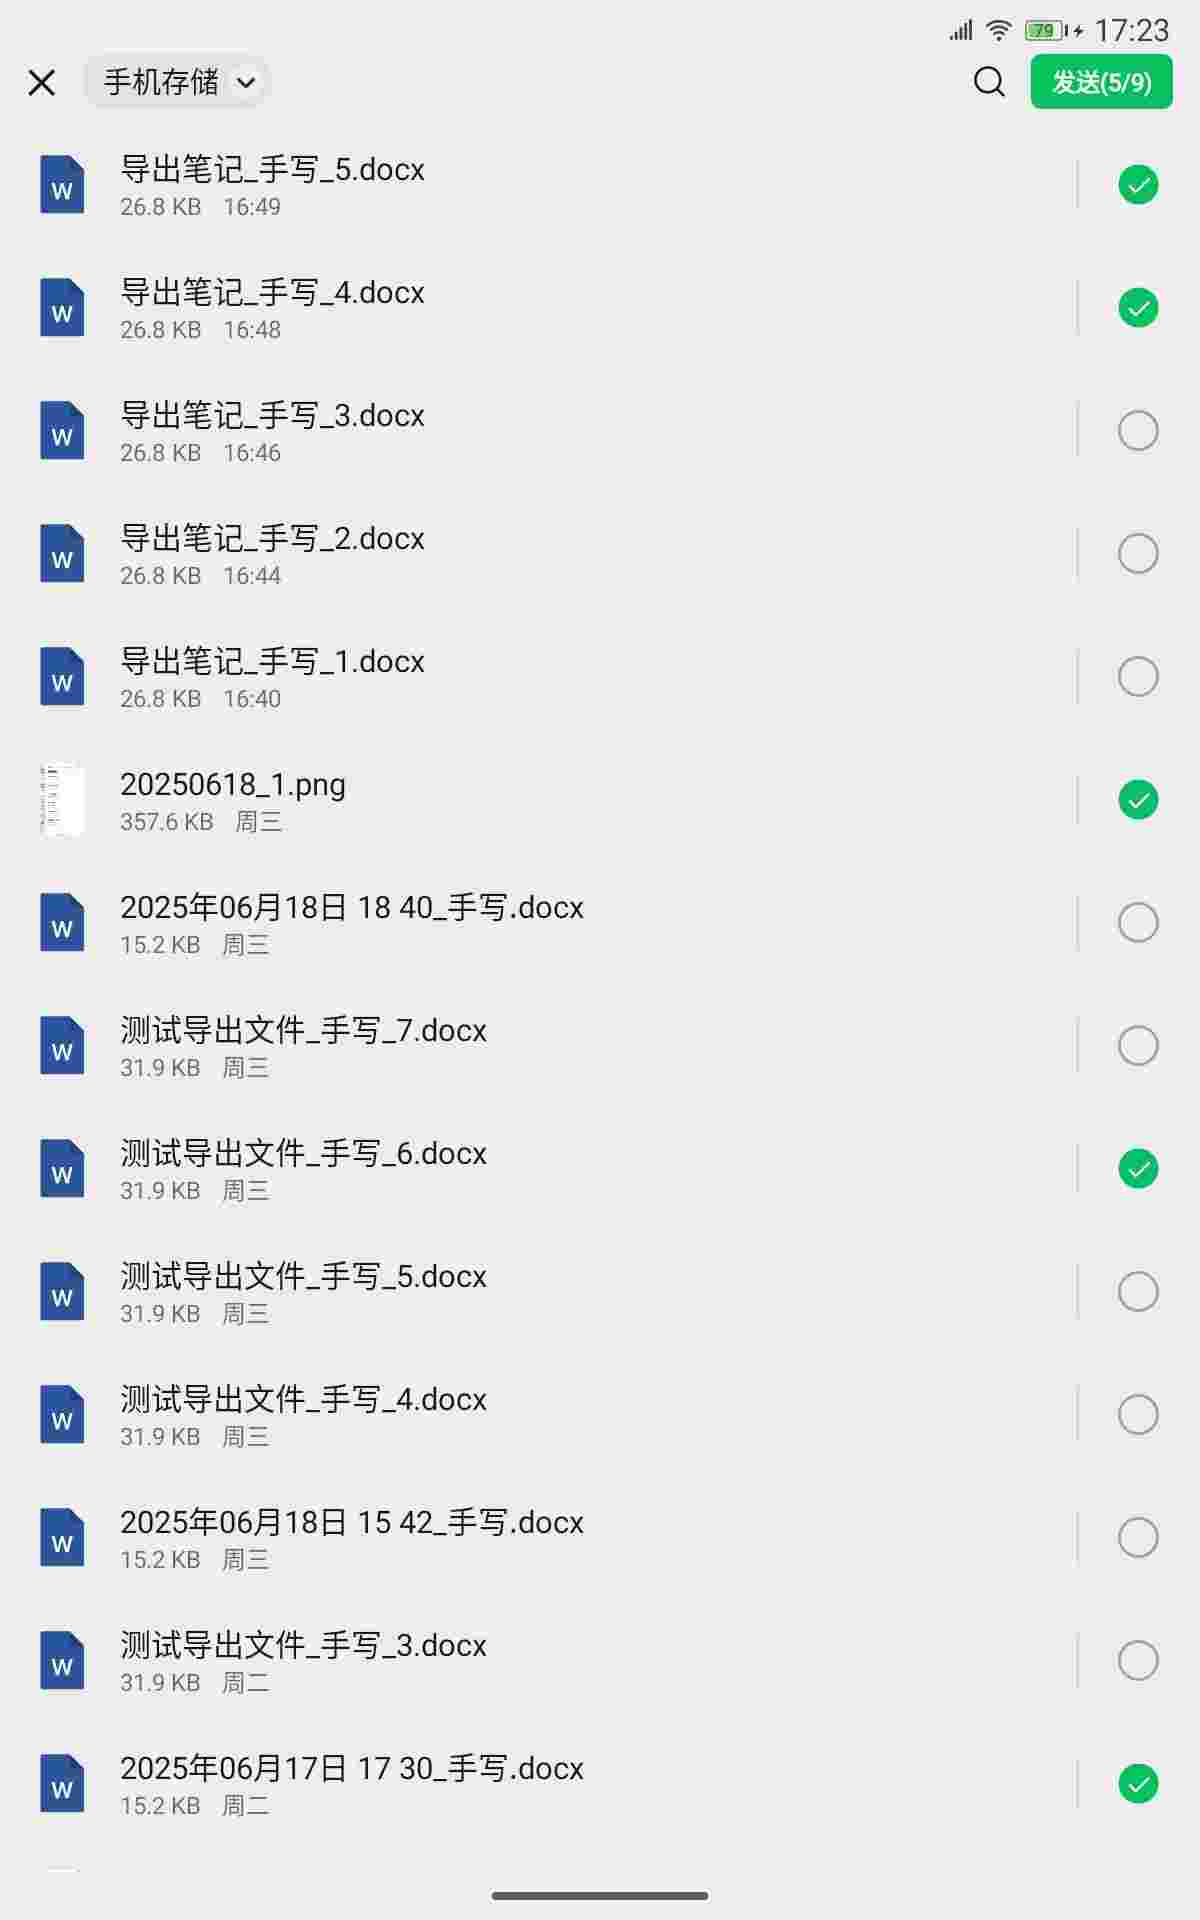 79 17:23
手机存储 发送(5/9)
导出笔记_手写_5.docx
26.8 KB 16:49
导出笔记_手写_4.docx
26.8 KB 16:48
导出笔记_手写_3.docx
26.8 KB 16:46
导出笔记_手写_2.docx
26.8 KB 16:44
导出笔记_手写_1.docx
26.8 KB 16:40
20250618_1.png
357.6 KB 周三
2025年06月18日 18 40_手写.docx
15.2 KB 周三
测试导出文件_手写_7.docx
31.9 KB 周三
测试导出文件_手写_6.docx
31.9 KB 周三
测试导出文件_手写_5.docx
31.9 KB 周三
测试导出文件_手写_4.docx
31.9 KB 周三
2025年06月18日 15 42_手写.docx
15.2 KB 周三
测试导出文件_手写_3.docx
31.9 KB 周二
2025年06月17日 17 30_手写.docx
15.2 KB 周二